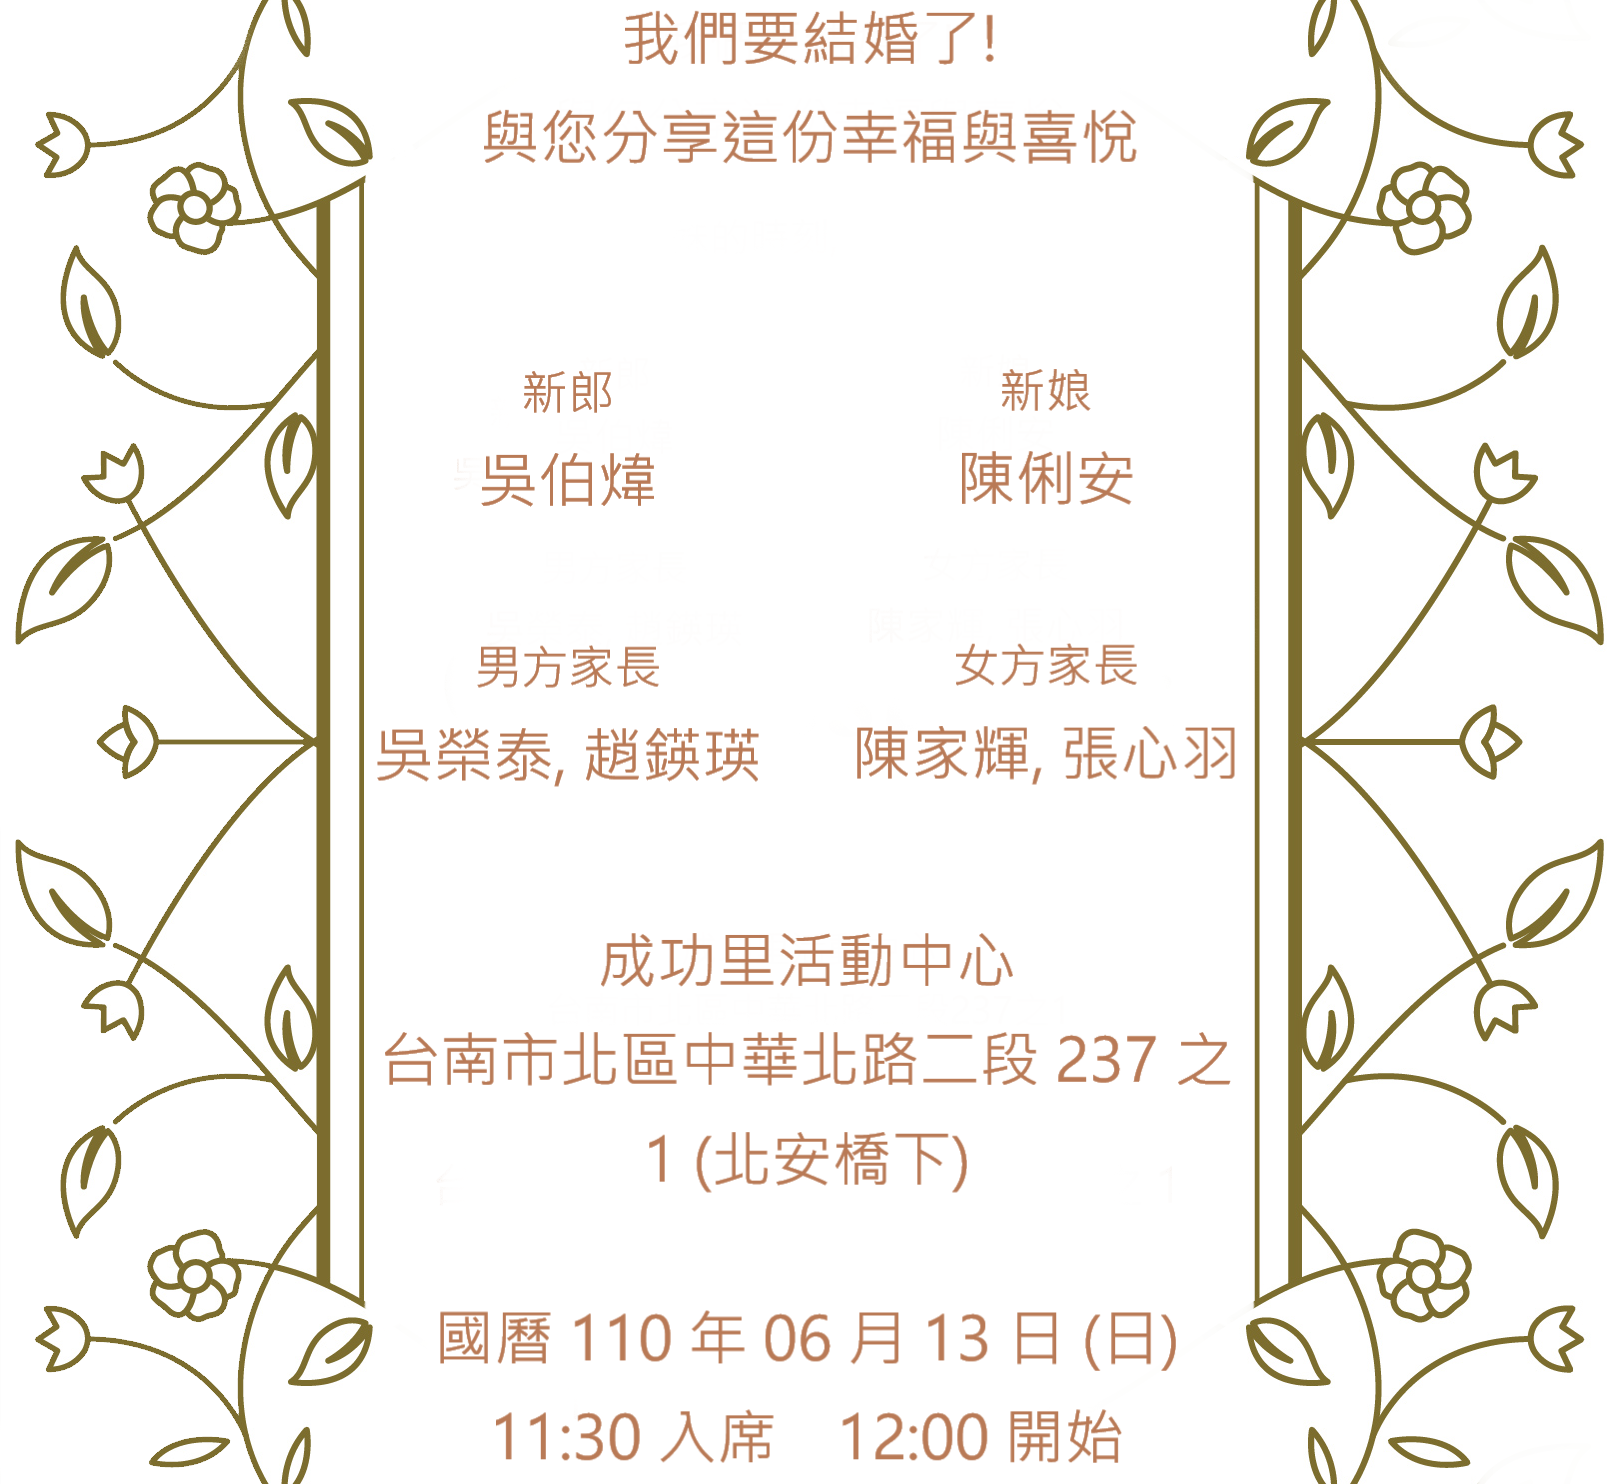 我們要結婚了!
與您分享這份幸福與喜悅
新郎
新娘
吳伯煒
陳俐安
男方家長
女方家長
吳榮泰, 趙鍈瑛
陳家輝, 張心羽
成功里活動中心
台南市北區中華北路二段 237 之
1 (北安橋下)
國曆 110 年 06 月 13 日 (日)
11:30 入席 12:00 開始